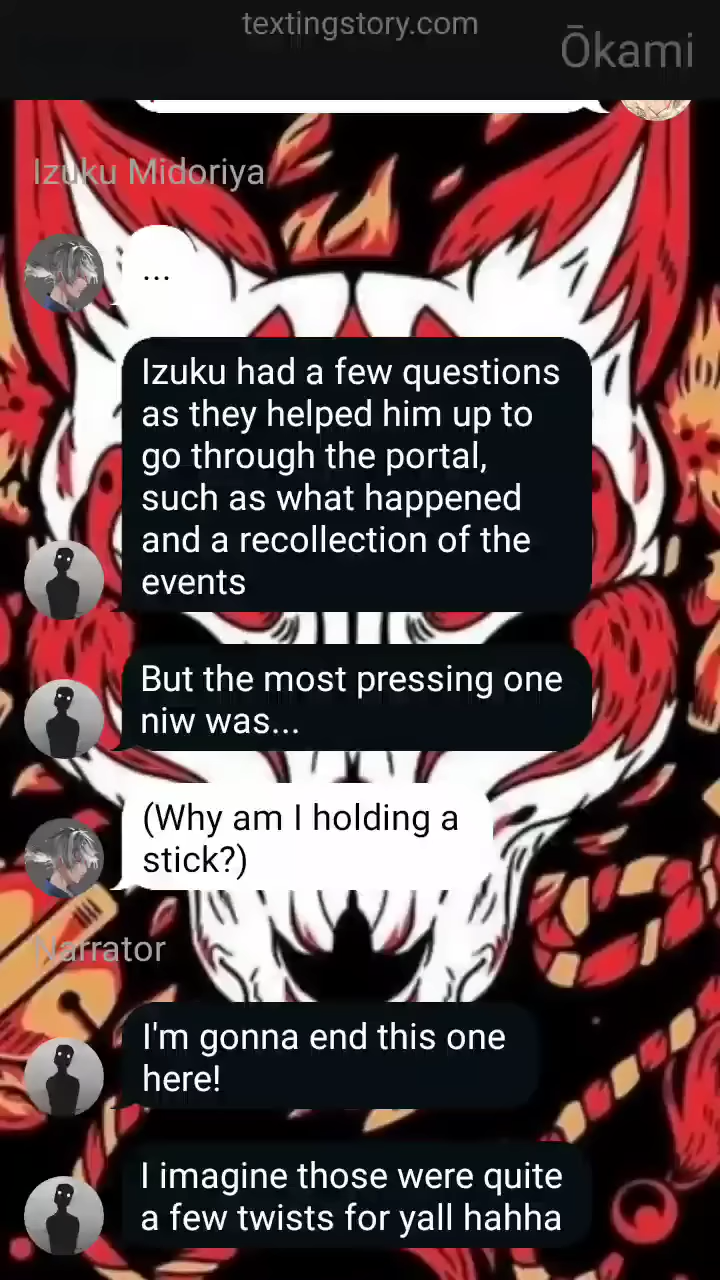 textingstory.com
Ōkami
Izuku Midoriya
...
Izuku had a few questions
as they helped him up to
go through the portal,
such as what happened
and a recollection of the
events
But the most pressing one
niw was...
(Why am I holding a
stick?)
Narrator
I'm gonna end this one
here!
I imagine those were quite
a few twists for yall hahha